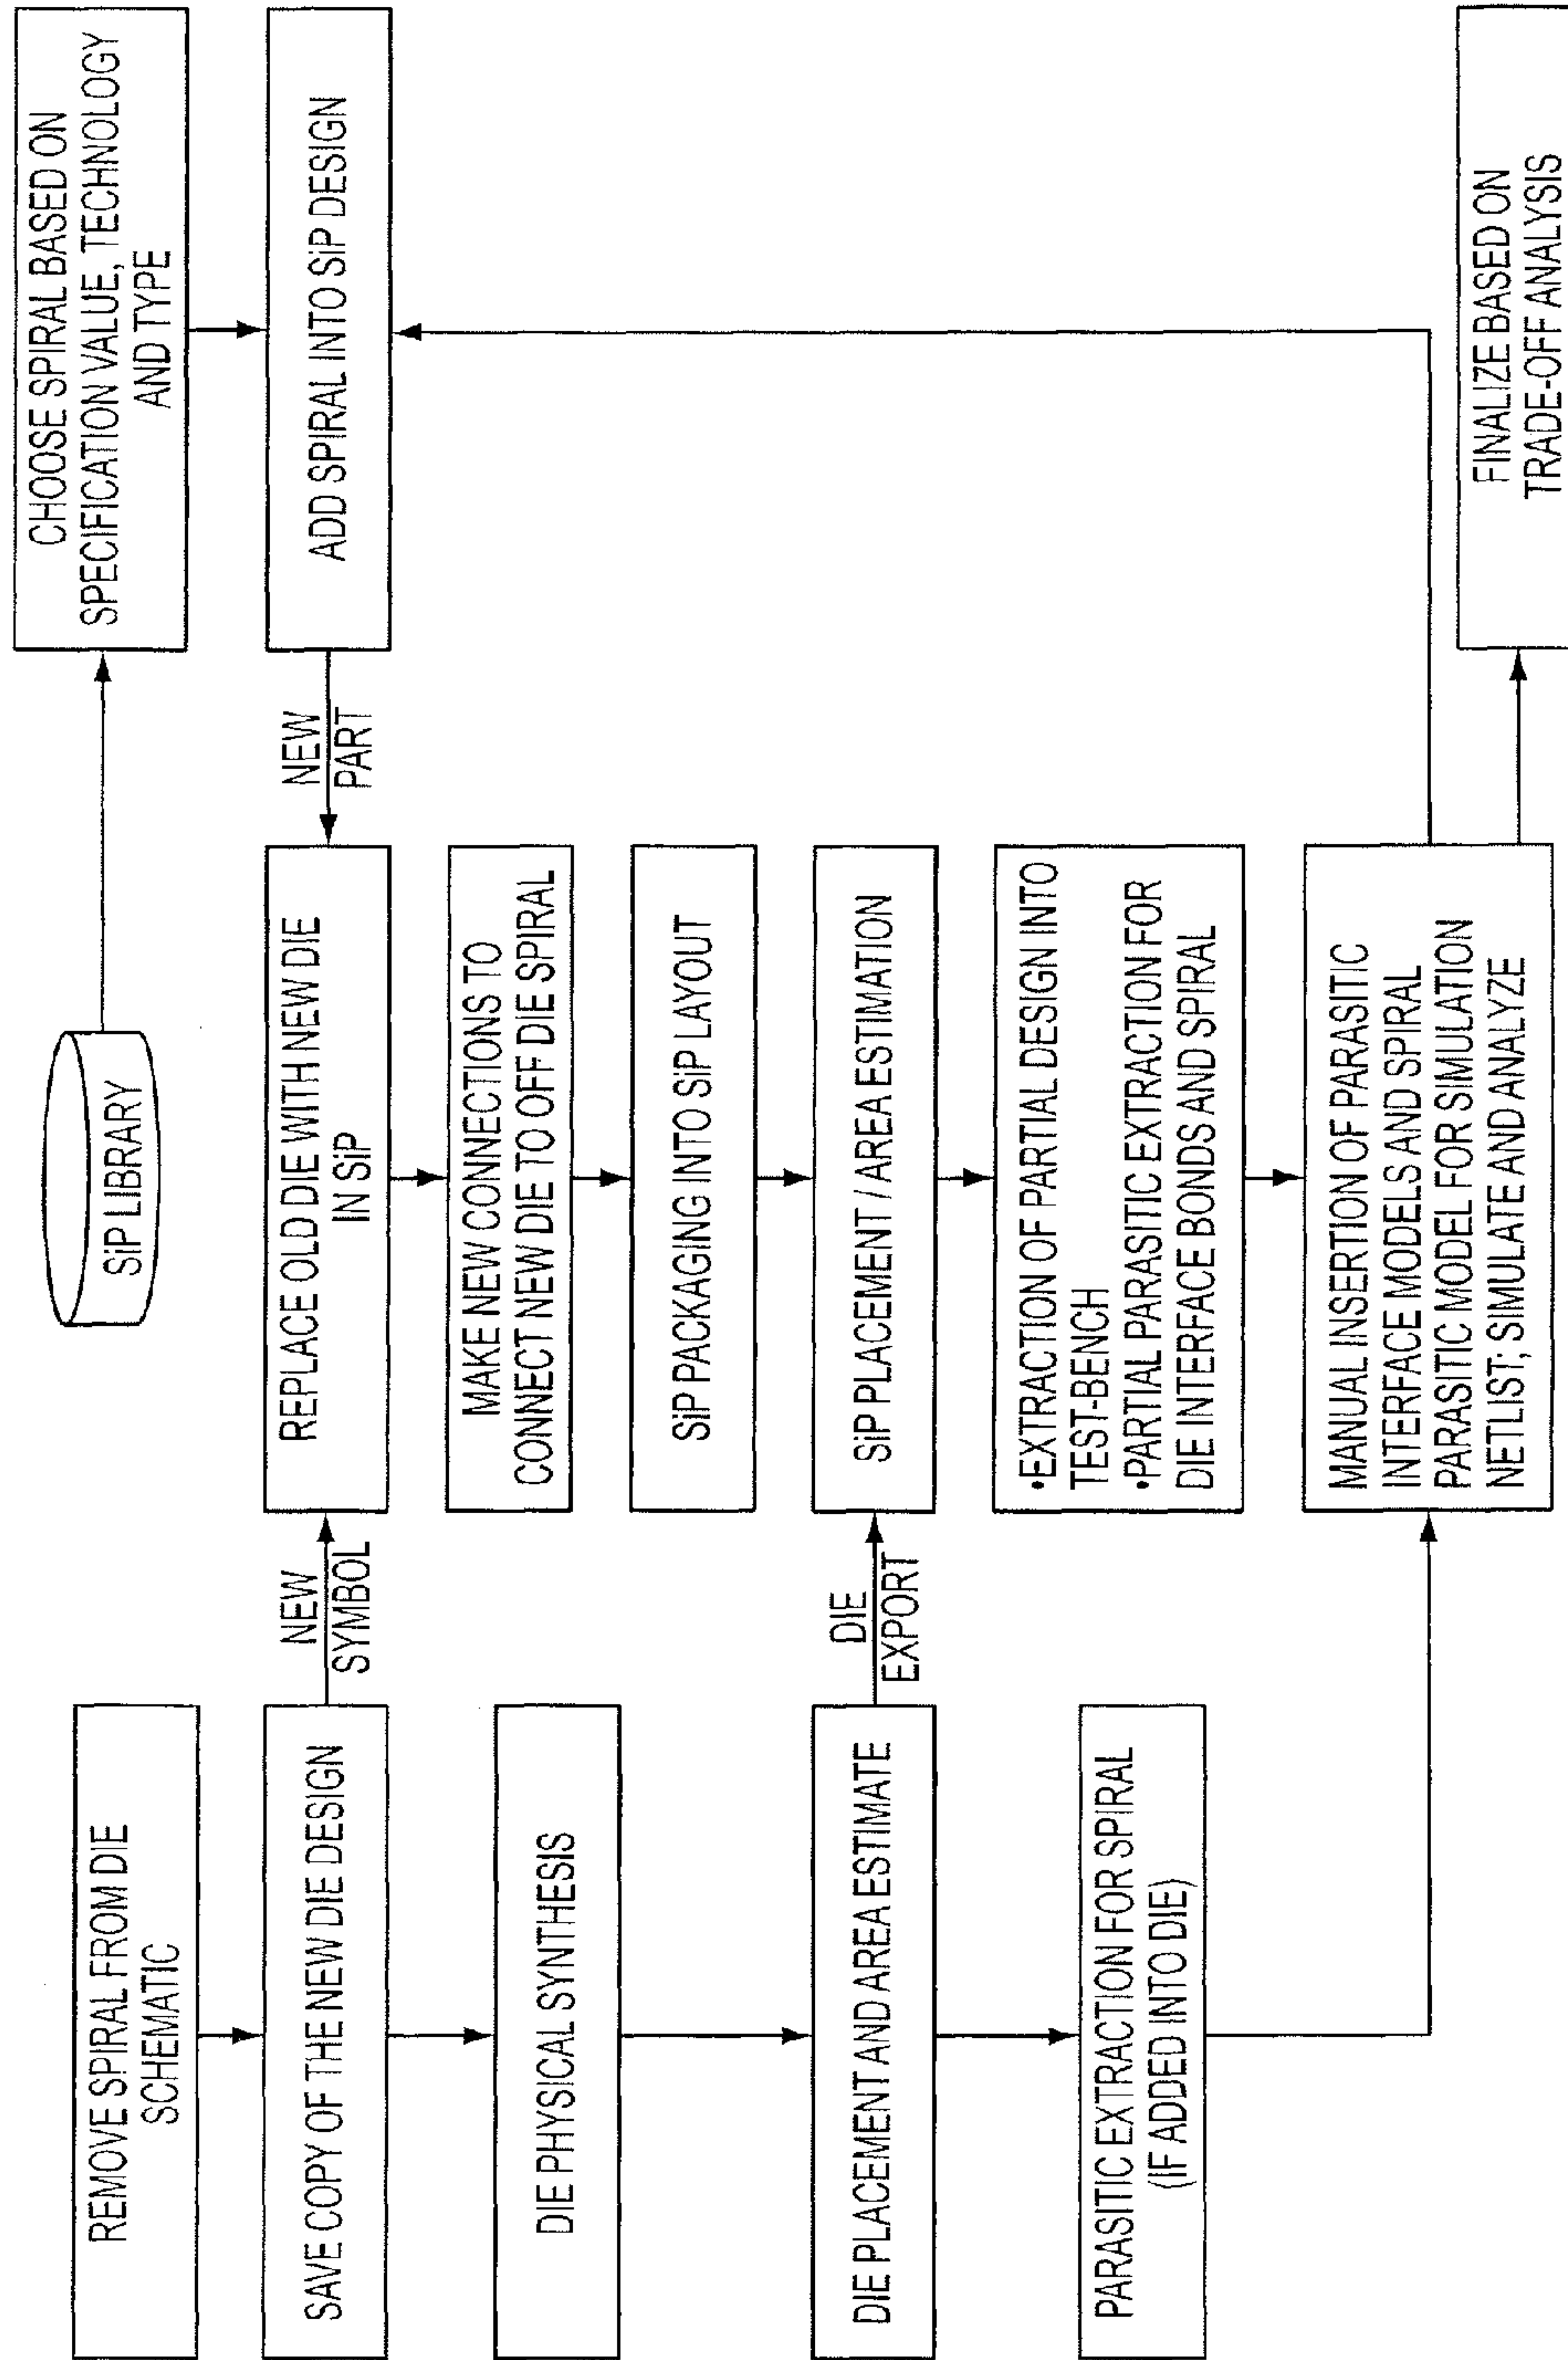 REMOVE SPIRAL FROM DIE
SCHEMATIC
SAVE COPY OF THE NEW DIE DESIGN
DIE PHYSICAL SYNTHESIS
DIE PLACEMENT AND AREA ESTIMATE
PARASITIC EXTRACTION FOR SPIRAL
(IF ADDED INTO DIE)
NEW
SYMBOL
DIE
EXPORT
SiP LIBRARY
REPLACE OLD DIE WITH NEW DIE
IN SiP
MAKE NEW CONNECTIONS TO
CONNECT NEW DIE TO OFF DIE SPIRAL
SiP PACKAGING INTO SiP LAYOUT
SiP PLACEMENT / AREA ESTIMATION
•EXTRACTION OF PARTIAL DESIGN INTO
TEST-BENCH
•PARTIAL PARASITIC EXTRACTION FOR
DIE INTERFACE BONDS AND SPIRAL
MANUAL INSERTION OF PARASITIC
INTERFACE MODELS AND SPIRAL
PARASITIC MODEL FOR SIMULATION
NETLIST; SIMULATE AND ANALYZE
NEW
PART
CHOOSE SPIRAL BASED ON
SPECIFICATION VALUE, TECHNOLOGY
AND TYPE
ADD SPIRAL INTO SiP DESIGN
FINALIZE BASED ON
TRADE-OFF ANALYSIS